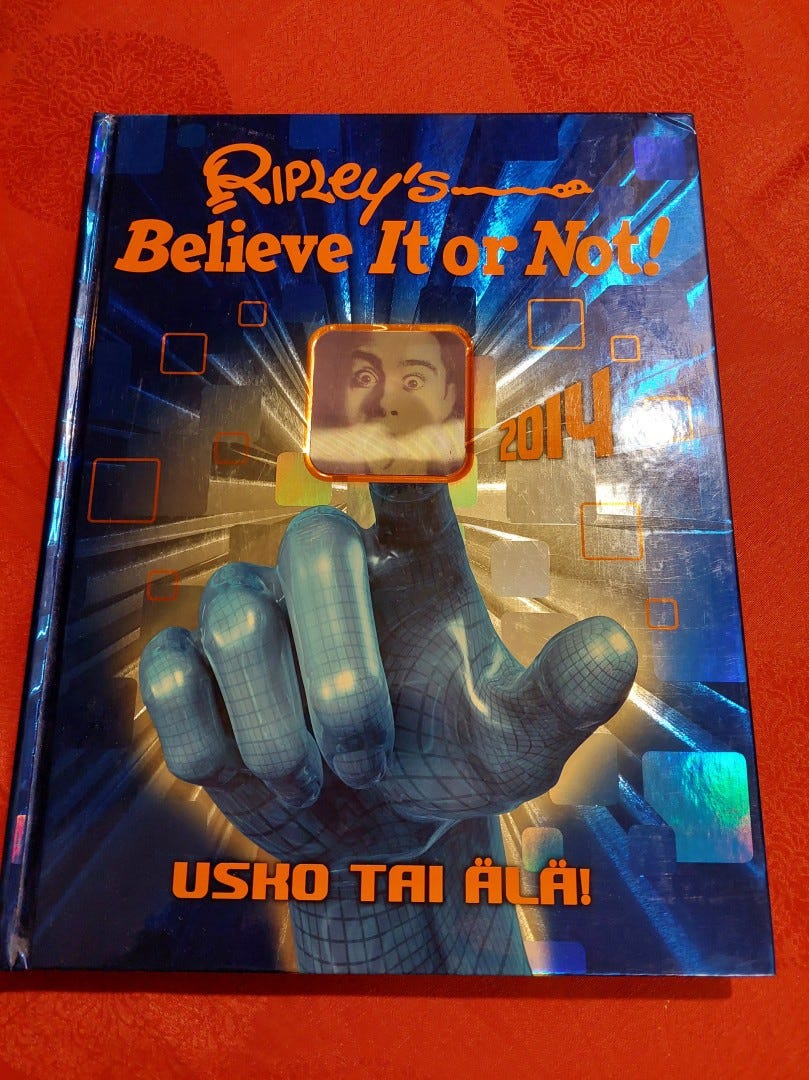 Ripley's
Believe It or Not!
2014
USKO TAI ÄLÄ!